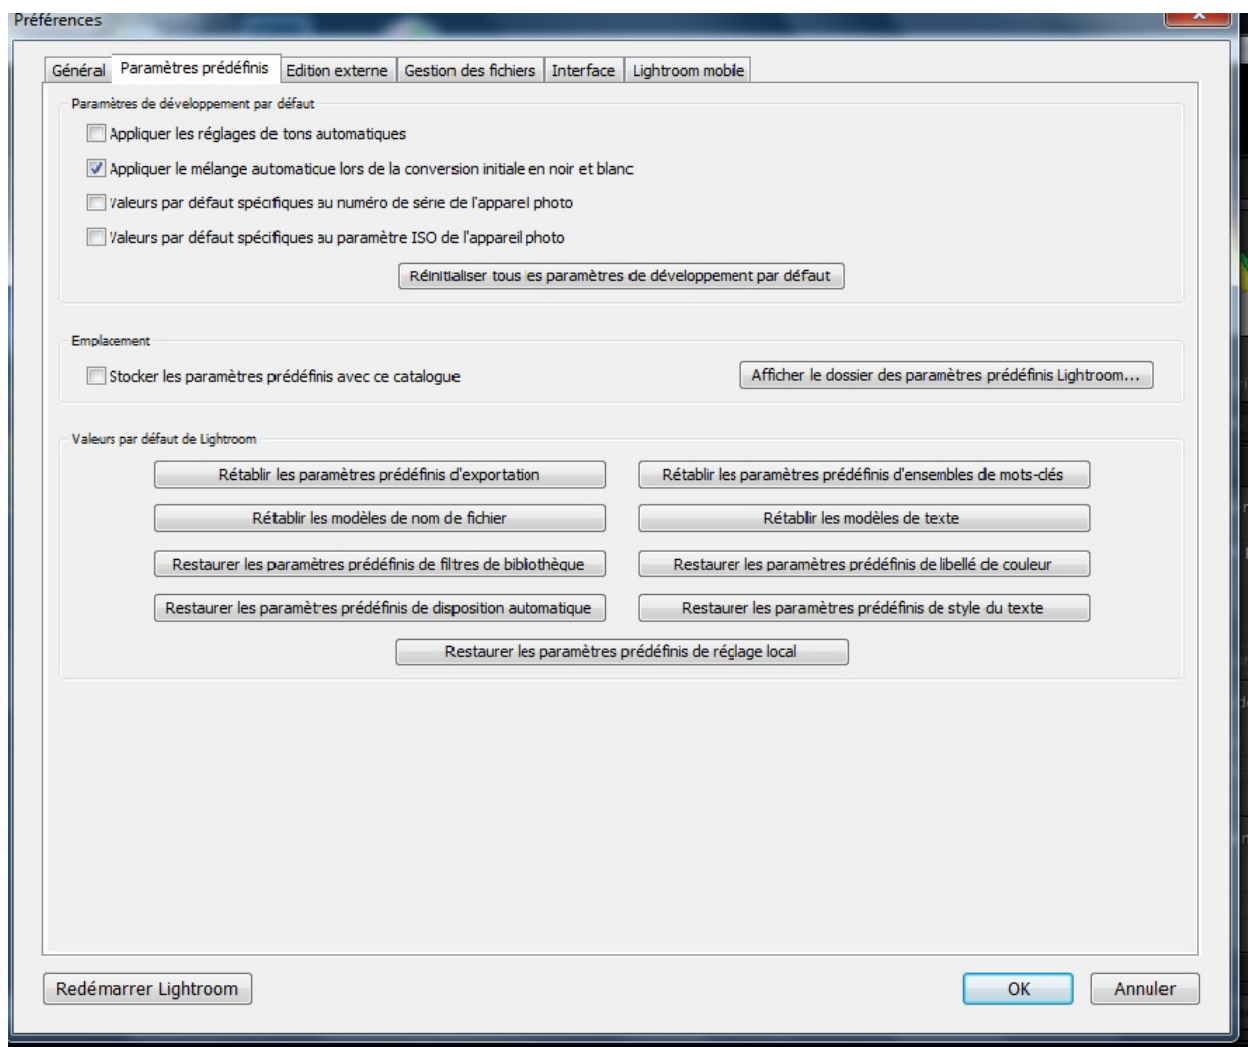 Préférences
Général
Paramètres prédéfinis
Edition externe
Gestion des fichiers
Interface
Lightroom mobile
Paramètres de développement par défaut
Appliquer les réglages de tons automatiques
Appliquer le mélange automatique lors de la conversion initiale en noir et blanc
Valeurs par défaut spécifiques au numéro de série de l'appareil photo
Valeurs par défaut spécifiques au paramètre ISO de l'appareil photo
Réinitialiser tous les paramètres de développement par défaut
Emplacement
Stocker les paramètres prédéfinis avec ce catalogue
Afficher le dossier des paramètres prédéfinis Lightroom...
Valeurs par défaut de Lightroom
Rétablir les paramètres prédéfinis d'exportation
Rétablir les paramètres prédéfinis d'ensembles de mots-clés
Rétablir les modèles de nom de fichier
Rétablir les modèles de texte
Restaurer les paramètres prédéfinis de filtres de bibliothèque
Restaurer les paramètres prédéfinis de libellé de couleur
Restaurer les paramètres prédéfinis de disposition automatique
Restaurer les paramètres prédéfinis de style du texte
Restaurer les paramètres prédéfinis de réglage local
Redémarrer Lightroom
OK
Annuler